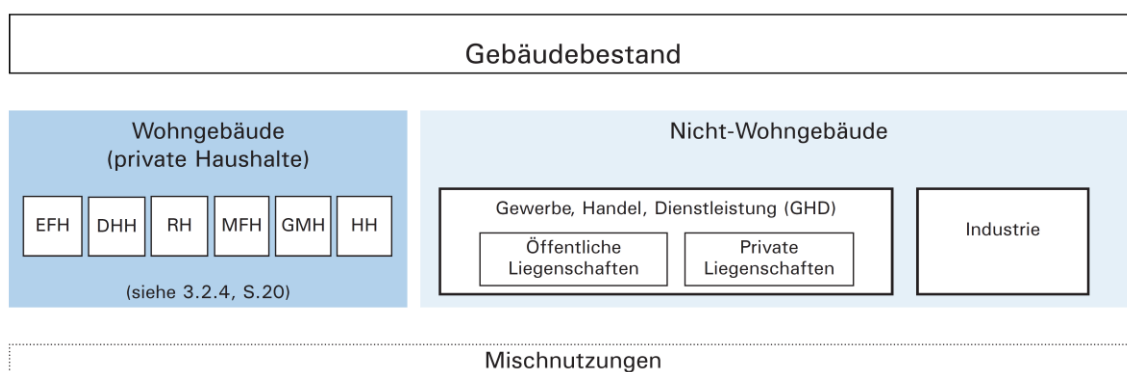 Gebäudebestand
Wohngebäude
(private Haushalte)
EFH DHH RH MFH GMH HH
(siehe 3.2.4, S.20)
Nicht-Wohngebäude
Gewerbe, Handel, Dienstleistung (GHD)
Öffentliche
Liegenschaften
Private
Liegenschaften
Industrie
Mischnutzungen